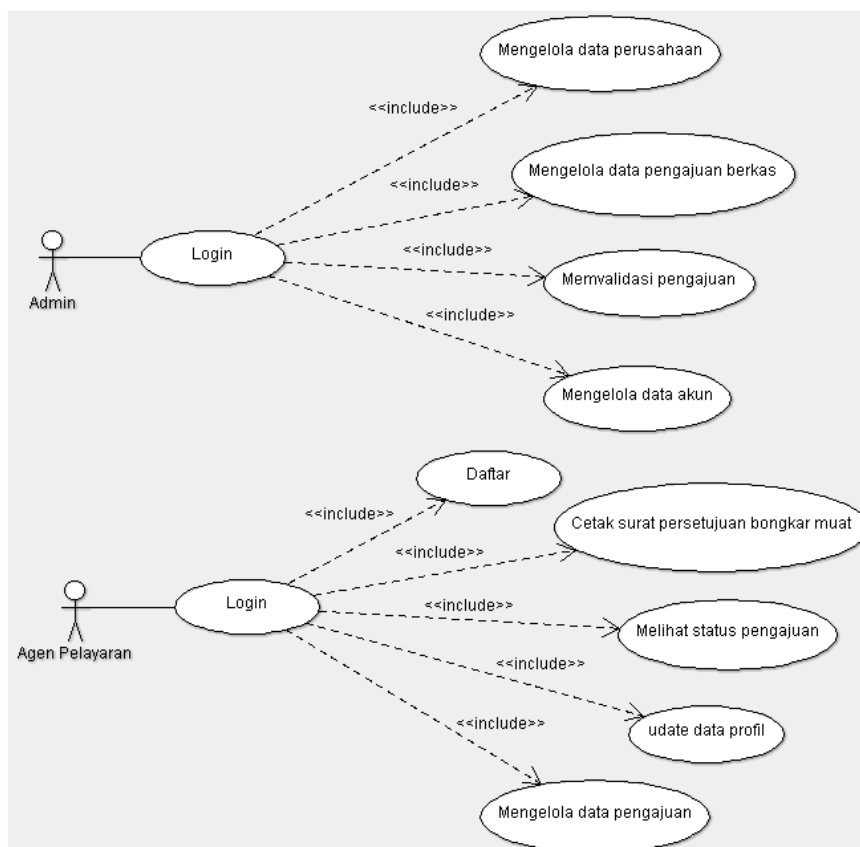 Mengelola data perusahaan
<<include>>
Mengelola data pengajuan berkas
<<include>>
Login
<<include>>
Memvalidasi pengajuan
Admin
<<include>>
Mengelola data akun
Daftar
<<include>>
Cetak surat persetujuan bongkar muat
<<include>>
Login
<<include>>
Melihat status pengajuan
Agen Pelayaran
<<include>>
udate data profil
<<include>>
Mengelola data pengajuan